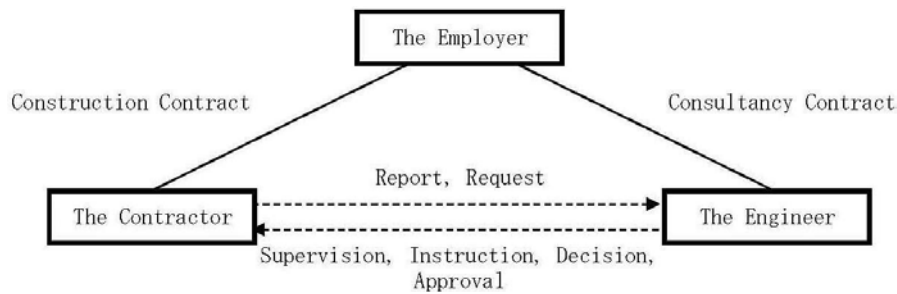 The Employer
Construction Contract
Consultancy Contract
Report, Request
The Contractor
The Engineer
Supervision, Instruction, Decision,
Approval